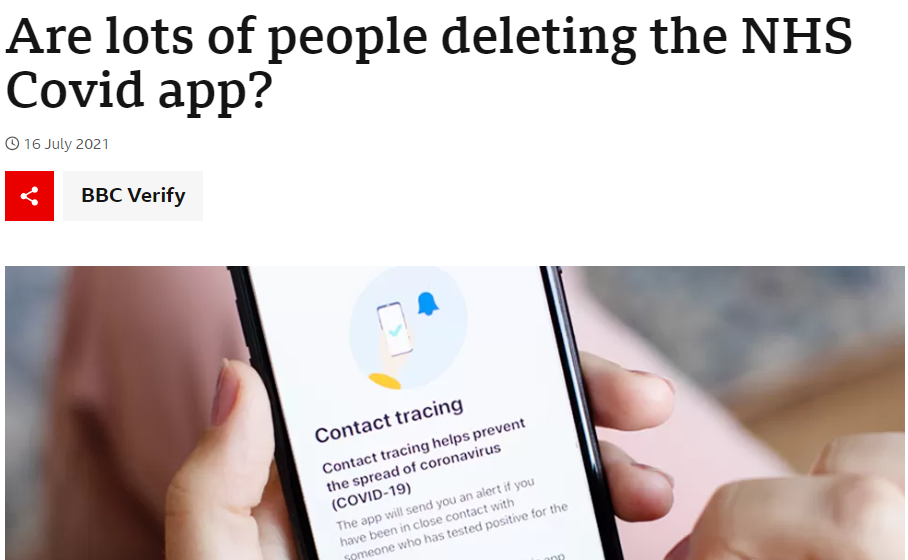 Are lots of people deleting the NHS
Covid app?
16 July 2021
BBC Verify
Contact tracing
Contact tracing helps prevent
the spread of coronavirus
(COVID-19)
The app will send you an alert if you
have been in close contact with
someone who has tested positive for the
app